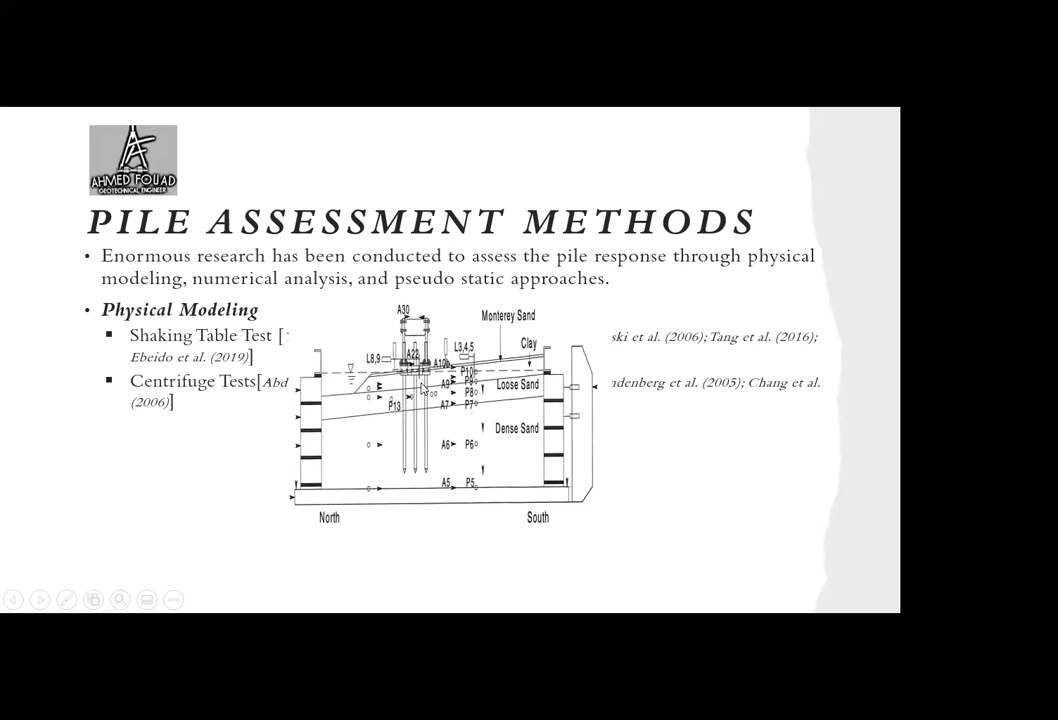 AHMED FOUAD
GEOTECHNICAL ENGINEER
PILE ASSESSMENT METHODS
• Enormous research has been conducted to assess the pile response through physical
modeling, numerical analysis, and pseudo static approaches.
• Physical Modeling
▪ Shaking Table Test [
ski et al. (2006); Tang et al. (2016);
Ebeido et al. (2019)]
▪ Centrifuge Tests[Abd
ndenberg et al. (2005); Chang et al.
(2006)]
A30
Monterey Sand
L3,4,5
Clay
L8,9
A22
A10
P10
A9
P9
Loose Sand
P8
P13
A7
P7
Dense Sand
A6
P6
A5
P5
North
South